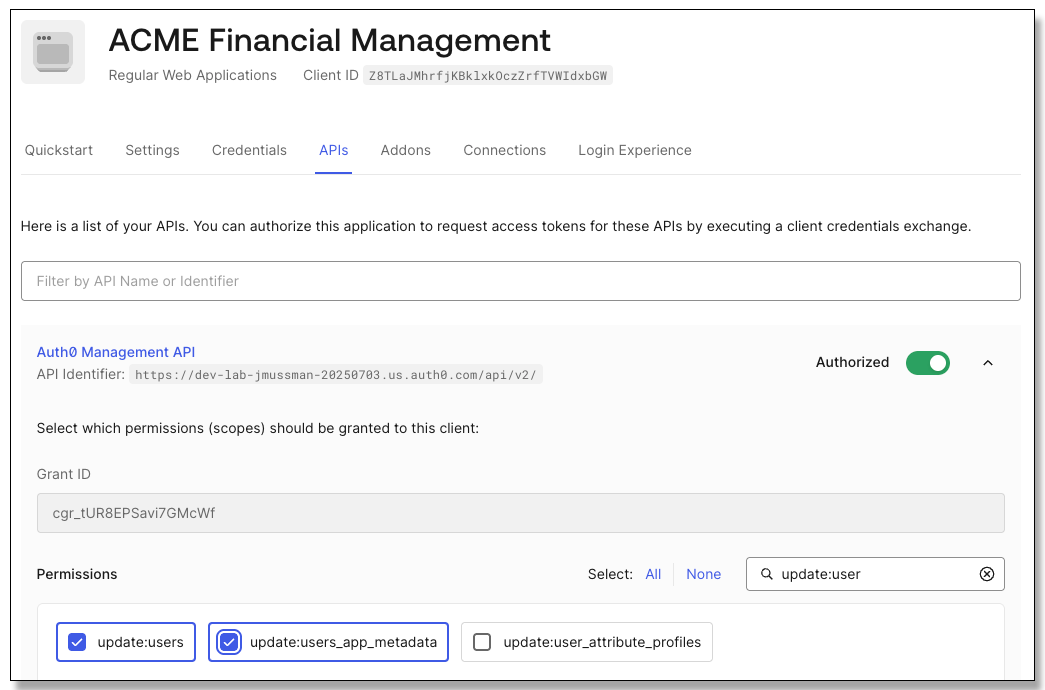 ACME Financial Management
Regular Web Applications Client ID Z8TLaJMhrfjKBklxkOczZrfTVWIdxbGW
Quickstart Settings Credentials APIs Addons Connections Login Experience
Here is a list of your APIs. You can authorize this application to request access tokens for these APIs by executing a client credentials exchange.
Filter by API Name or Identifier
Auth0 Management API
Authorized
API Identifier: https://dev-lab-jmussman-20250703.us.auth0.com/api/v2/
Select which permissions (scopes) should be granted to this client:
Grant ID
cgr_tUR8EPSavi7GMcWf
Permissions Select: All None update:user
update:users update:users_app_metadata update:user_attribute_profiles